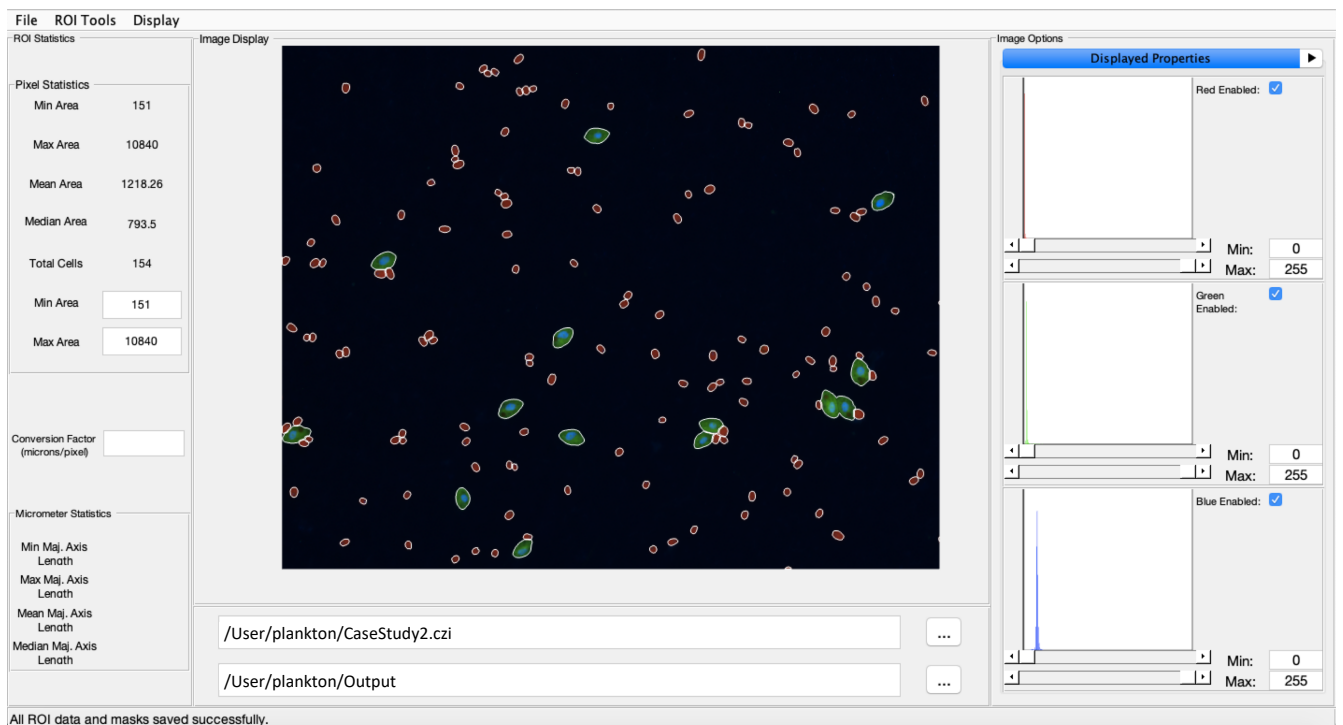 File ROI Tools Display
ROI Statistics
Pixel Statistics
Min Area 151
Max Area 10840
Mean Area 1218.26
Median Area 793.5
Total Cells 154
Min Area 151
Max Area 10840
Conversion Factor
(microns/pixel)
Micrometer Statistics
Min Maj. Axis
Length
Max Maj. Axis
Length
Mean Maj. Axis
Length
Median Maj. Axis
Length
Image Display
/User/plankton/CaseStudy2.czi ...
/User/plankton/Output ...
Image Options
Displayed Properties
Red Enabled:
Min: 0
Max: 255
Green
Enabled:
Min: 0
Max: 255
Blue Enabled:
Min: 0
Max: 255
All ROI data and masks saved successfully.